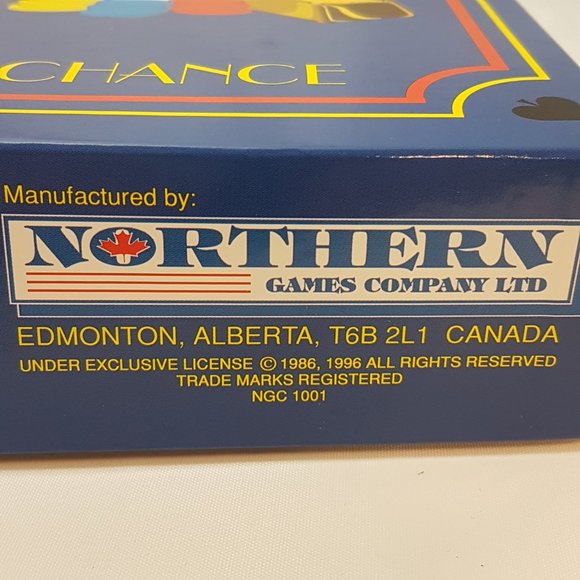 CHANCE
Manufactured by:
NORTHERN
GAMES COMPANY LTD
EDMONTON, ALBERTA, T6B 2L1 CANADA
UNDER EXCLUSIVE LICENSE © 1986, 1996 ALL RIGHTS RESERVED
TRADE MARKS REGISTERED
NGC 1001